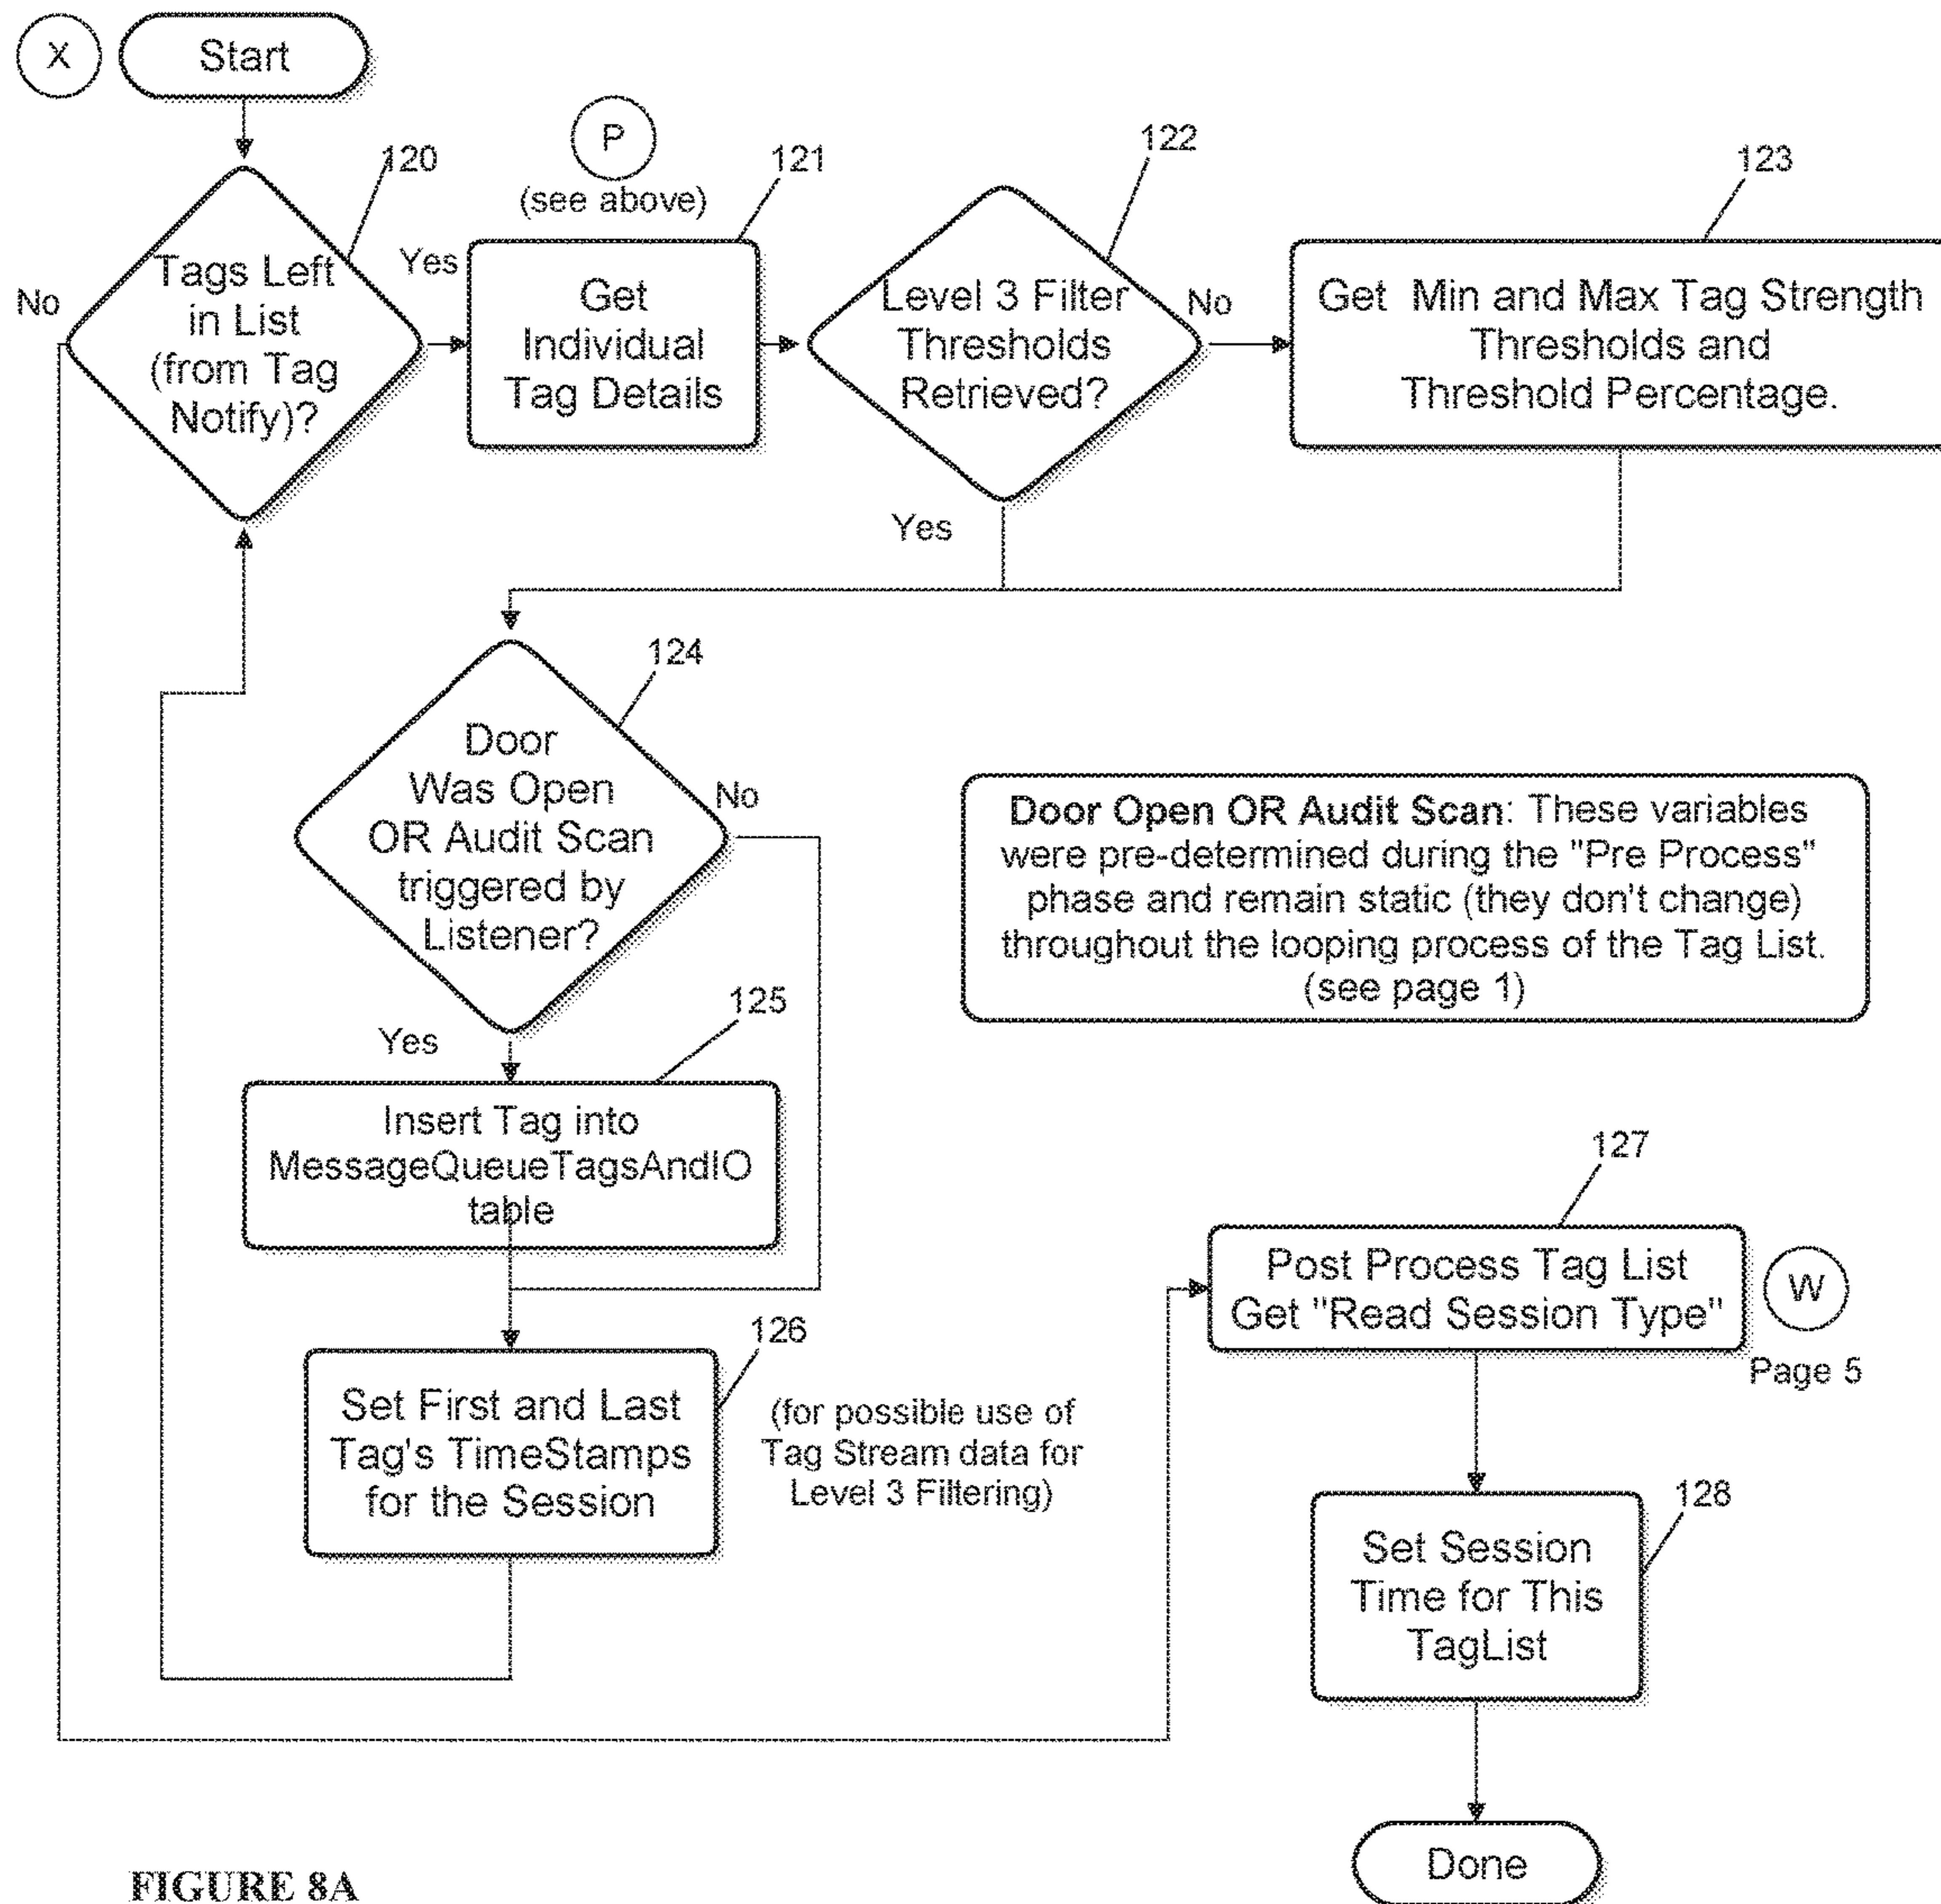 X
Start
P
(see above)
120
121
122
123
Tags Left
in List
(from Tag
Notify)?
No
Yes
Get
Individual
Tag Details
Level 3 Filter
Thresholds
Retrieved?
No
Yes
Get Min and Max Tag Strength
Thresholds and
Threshold Percentage.
124
Door
Was Open
OR Audit Scan
triggered by
Listener?
No
Yes
Door Open OR Audit Scan: These variables
were pre-determined during the "Pre Process"
phase and remain static (they don't change)
throughout the looping process of the Tag List.
(see page 1)
125
Insert Tag into
MessageQueueTagsAndIO
table
126
Set First and Last
Tag's TimeStamps
for the Session
(for possible use of
Tag Stream data for
Level 3 Filtering)
127
Post Process Tag List
Get "Read Session Type"
W
Page 5
128
Set Session
Time for This
TagList
Done
FIGURE 8A